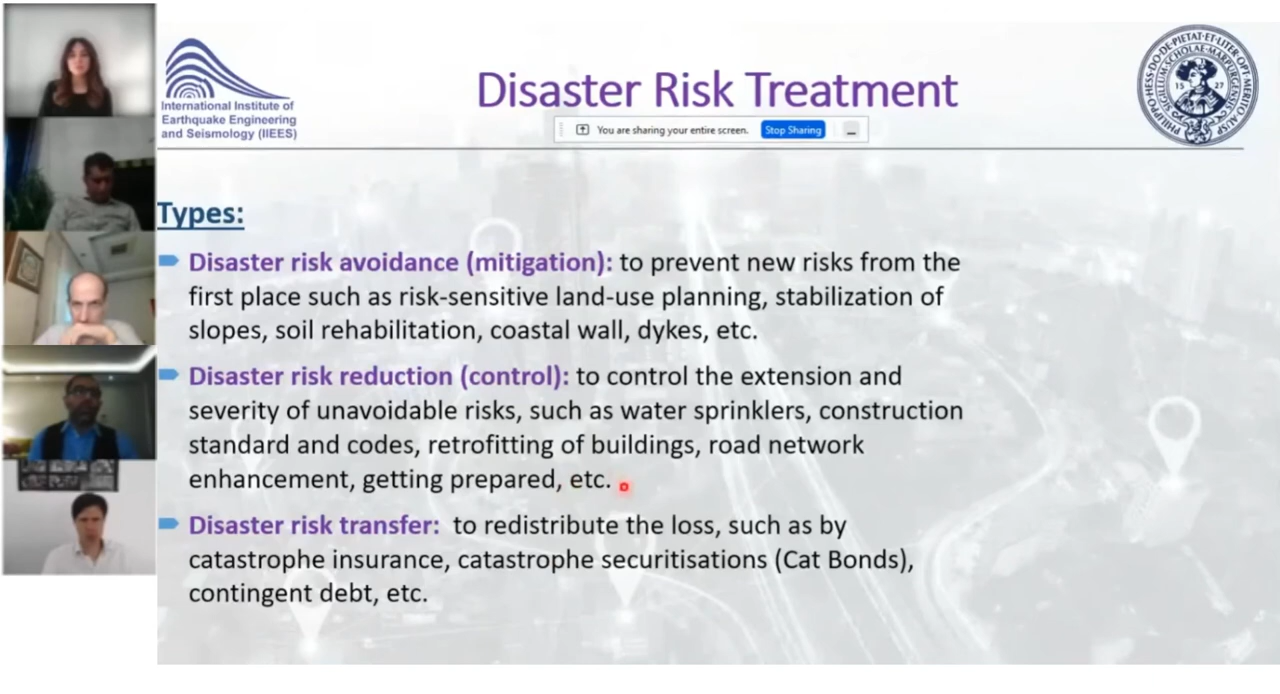 International Institute of
Earthquake Engineering
and Seismology (IIEES)
Disaster Risk Treatment
You are sharing your entire screen.
Stop Sharing
15 27
Types:
Disaster risk avoidance (mitigation): to prevent new risks from the
first place such as risk-sensitive land-use planning, stabilization of
slopes, soil rehabilitation, coastal wall, dykes, etc.
Disaster risk reduction (control): to control the extension and
severity of unavoidable risks, such as water sprinklers, construction
standard and codes, retrofitting of buildings, road network
enhancement, getting prepared, etc.
Disaster risk transfer: to redistribute the loss, such as by
catastrophe insurance, catastrophe securitisations (Cat Bonds),
contingent debt, etc.